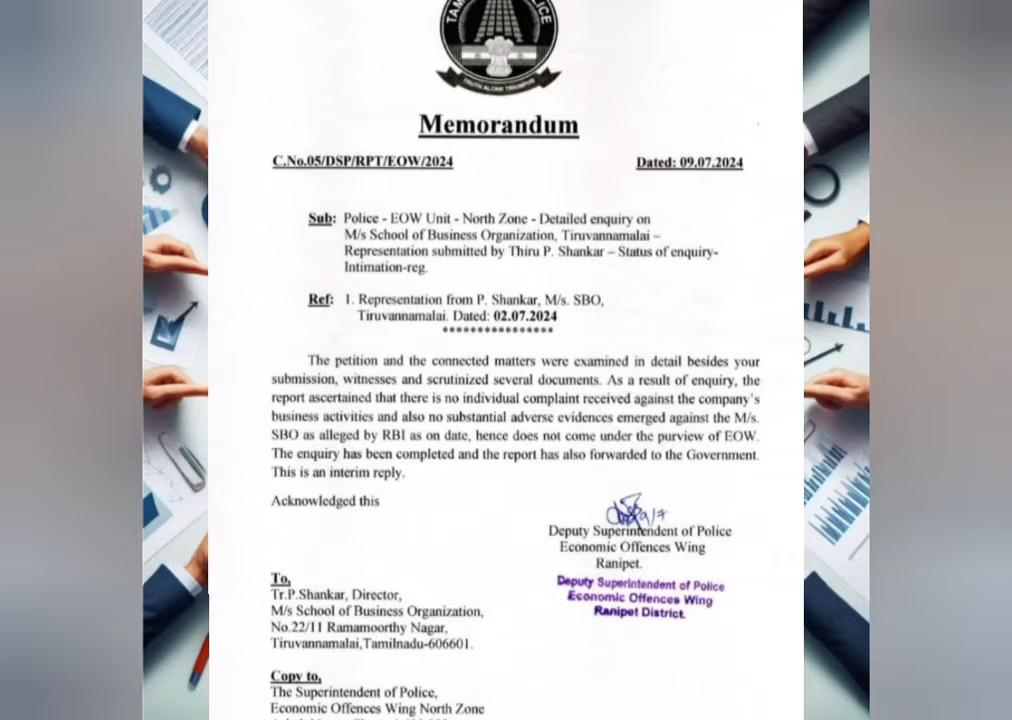 TRUTH ALONE TRIUMPHS
Memorandum
C.No.05/DSP/RPT/EOW/2024 Dated: 09.07.2024
Sub: Police - EOW Unit - North Zone - Detailed enquiry on
M/s School of Business Organization, Tiruvannamalai –
Representation submitted by Thiru P. Shankar – Status of enquiry-
Intimation-reg.
Ref: 1. Representation from P. Shankar, M/s. SBO,
Tiruvannamalai. Dated: 02.07.2024
****************
The petition and the connected matters were examined in detail besides your
submission, witnesses and scrutinized several documents. As a result of enquiry, the
report ascertained that there is no individual complaint received against the company's
business activities and also no substantial adverse evidences emerged against the M/s.
SBO as alleged by RBI as on date, hence does not come under the purview of EOW.
The enquiry has been completed and the report has also forwarded to the Government.
This is an interim reply.
Acknowledged this
Deputy Superintendent of Police
Economic Offences Wing
Ranipet.
Deputy Superintendent of Police
Economic Offences Wing
Ranipet District.
To,
Tr.P.Shankar, Director,
M/s School of Business Organization,
No.22/11 Ramamoorthy Nagar,
Tiruvannamalai,Tamilnadu-606601.
Copy to,
The Superintendent of Police,
Economic Offences Wing North Zone